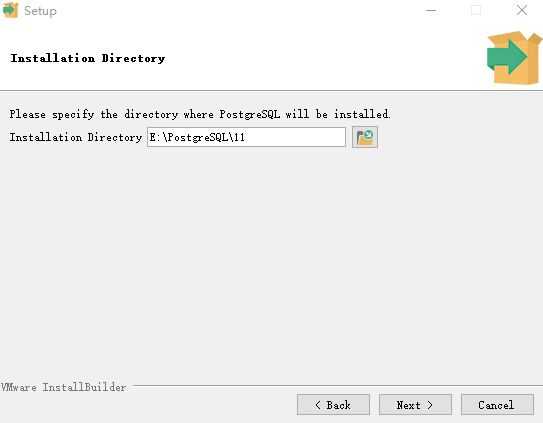 Setup
Installation Directory
Please specify the directory where PostgreSQL will be installed.
Installation Directory E:\PostgreSQL\11
VMware InstallBuilder
< Back Next > Cancel